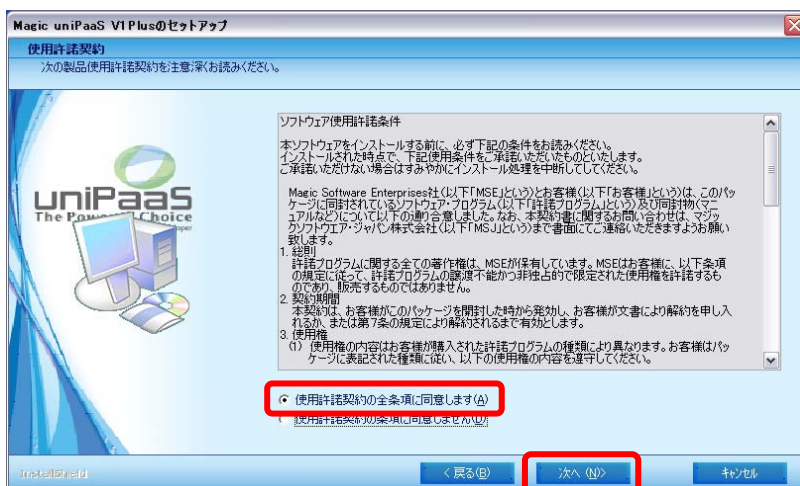 Magic uniPaaS V1Plusのセットアップ
使用許諾契約
次の製品使用許諾契約を注意深くお読みください。
ソフトウェア使用許諾条件
本ソフトウェアをインストールする前に、必ず下記の条件をお読みください。
インストールされた時点で、下記使用条件をご承諾いただいたものといたします。
ご承諾いただけない場合はすみやかにインストール処理を中断してしてください。
Magic Software Enterprises社(以下「MSE」という)とお客様(以下「お客様」という)は、このパッ
ケージに同封されているソフトウェア・プログラム(以下「許諾プログラム」という)及び同封物(マニ
ュアルなど)について以下の通り合意しました。なお、本契約書に関するお問い合わせは、マジッ
クソフトウェア・ジャパン株式会社(以下「MSJ」という)まで書面にてご連絡いただきますようお願い
致します。
1. 総則
許諾プログラムに関する全ての著作権は、MSEが保有しています。MSEはお客様に、以下条項
の規定に従って、許諾プログラムの譲渡不能かつ非独占的で限定された使用権を許諾するも
のであり、販売するものではありません。
2. 契約期間
本契約は、お客様がこのパッケージを開封した時から発効し、お客様が文書により解約を申し入
れるか、または第7条の規定により解約されるまで有効とします。
3. 使用権
(1) 使用権の内容はお客様が購入された許諾プログラムの種類により異なります。お客様はパッ
ケージに表記された種類に従い、以下の使用権の内容を遵守してください。
uniPaaS
The Power of Choice
使用許諾契約の全条項に同意します(A)
使用許諾契約の条項に同意しません(D)
InstallShield
< 戻る(B)
次へ (N)>
キャンセル